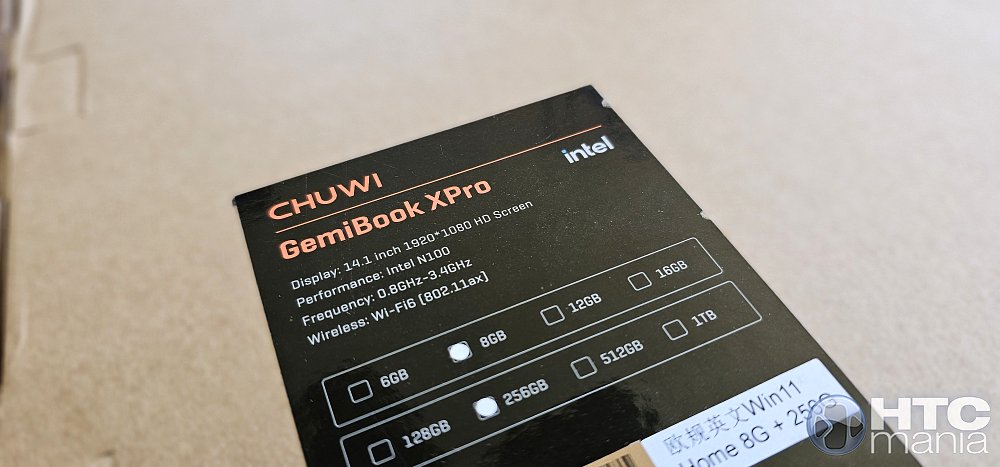 CHUWI
intel
GemiBook XPro
Display: 14.1 inch 1920*1080 HD Screen
Performance: Intel N100
Frequency: 0.8GHz-3.4GHz
Wireless: Wi-Fi6 [802.11ax]
6GB 8GB 12GB 16GB
128GB 256GB 512GB 1TB
欧规英文Win11
Home 8G + 256G
HTC
mania